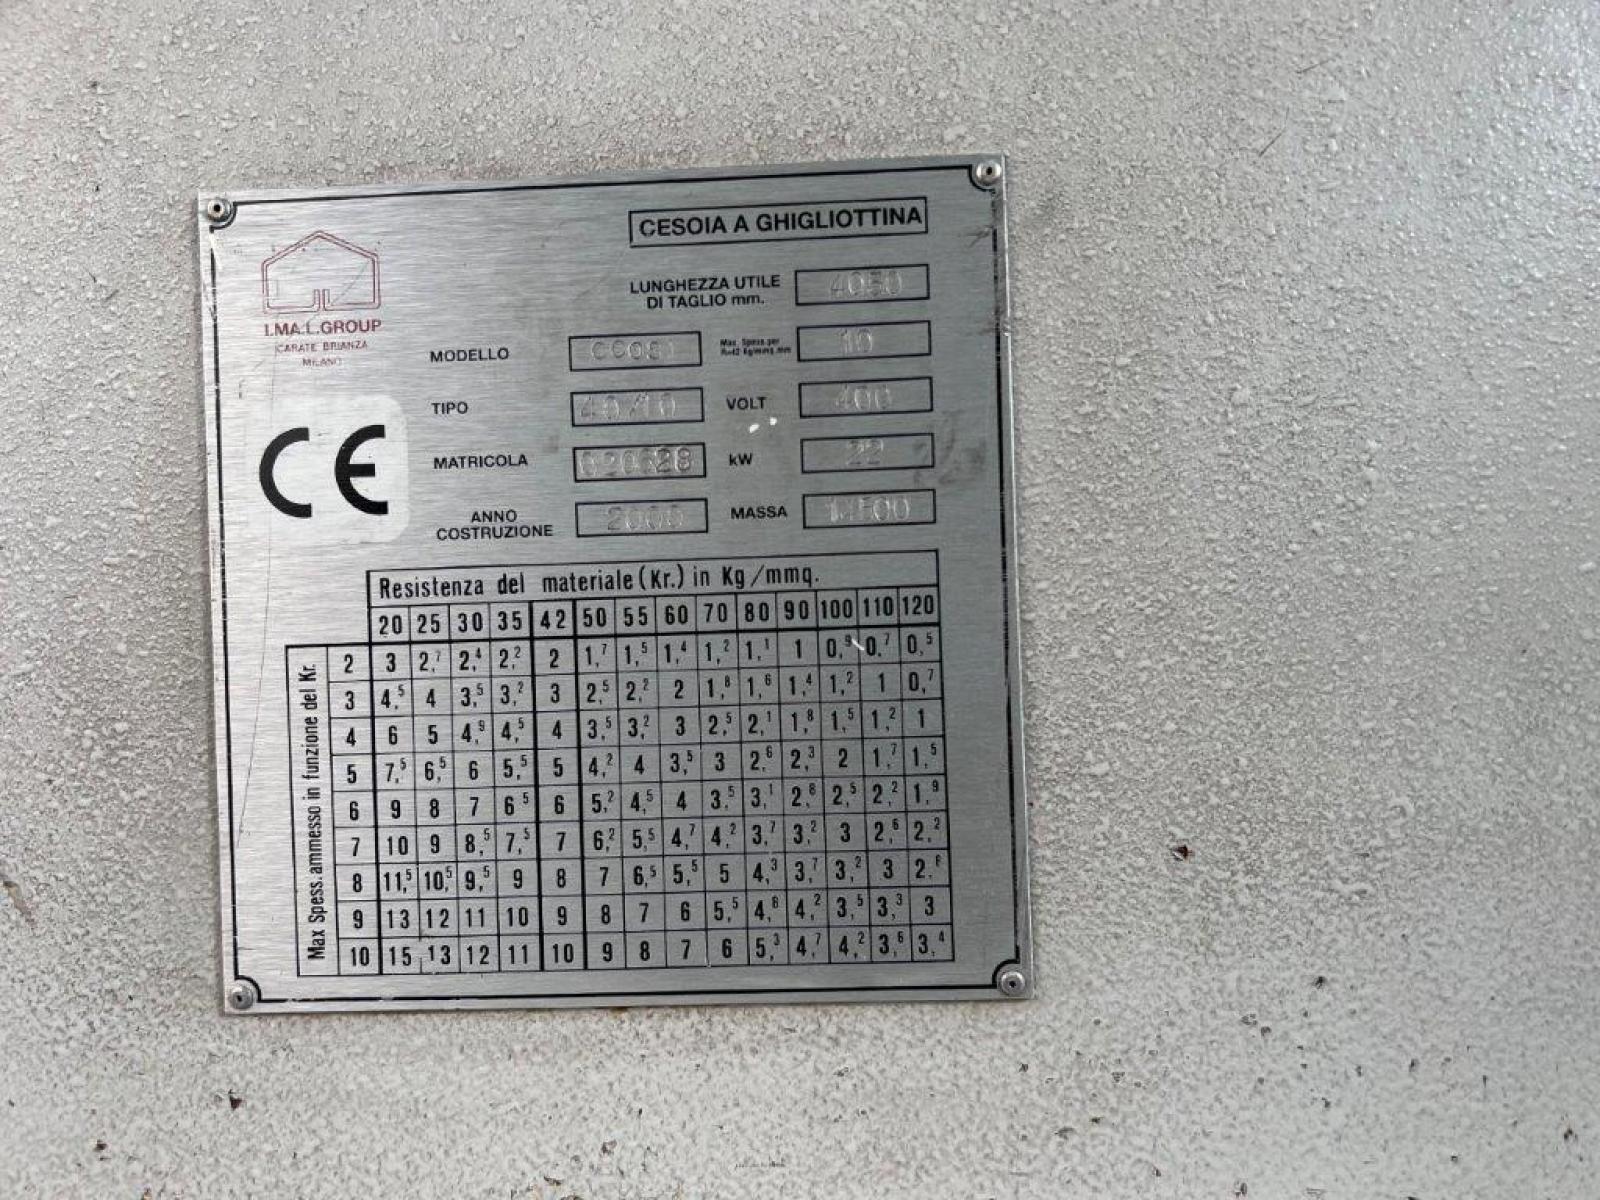 CESOIA A GHIGLIOTTINA
I.MA.L.GROUP
CARATE BRIANZA
MILANO
LUNGHEZZA UTILE
DI TAGLIO mm. 4050
MODELLO
Max. Spess. per
R=42 Kg/mmq.mm 10
TIPO 40/10 VOLT 400
MATRICOLA kW 22
ANNO
COSTRUZIONE 2000 MASSA
CE
Resistenza del materiale (Kr.) in Kg/mmq.
20 25 30 35 42 50 55 60 70 80 90 100 110 120
Max Spess. ammesso in funzione del Kr.
2 3 2,7 2,4 2,2 2 1,7 1,5 1,4 1,2 1,1 1 0,9 0,7 0,5
3 4,5 4 3,5 3,2 3 2,5 2,2 2 1,8 1,6 1,4 1,2 1 0,7
4 6 5 4,9 4,5 4 3,5 3,2 3 2,5 2,1 1,8 1,5 1,2 1
5 7,5 6,5 6 5,5 5 4,2 4 3,5 3 2,6 2,3 2 1,7 1,5
6 9 8 7 6 5 6 5,2 4,5 4 3,5 3,1 2,8 2,5 2,2 1,9
7 10 9 8,5 7,5 7 6,2 5,5 4,7 4,2 3,7 3,2 3 2,6 2,2
8 11,5 10,5 9,5 9 8 7 6,5 5,5 5 4,3 3,7 3,2 3 2,8
9 13 12 11 10 9 8 7 6 5,5 4,8 4,2 3,5 3,3 3
10 15 13 12 11 10 9 8 7 6 5,3 4,7 4,2 3,6 3,4